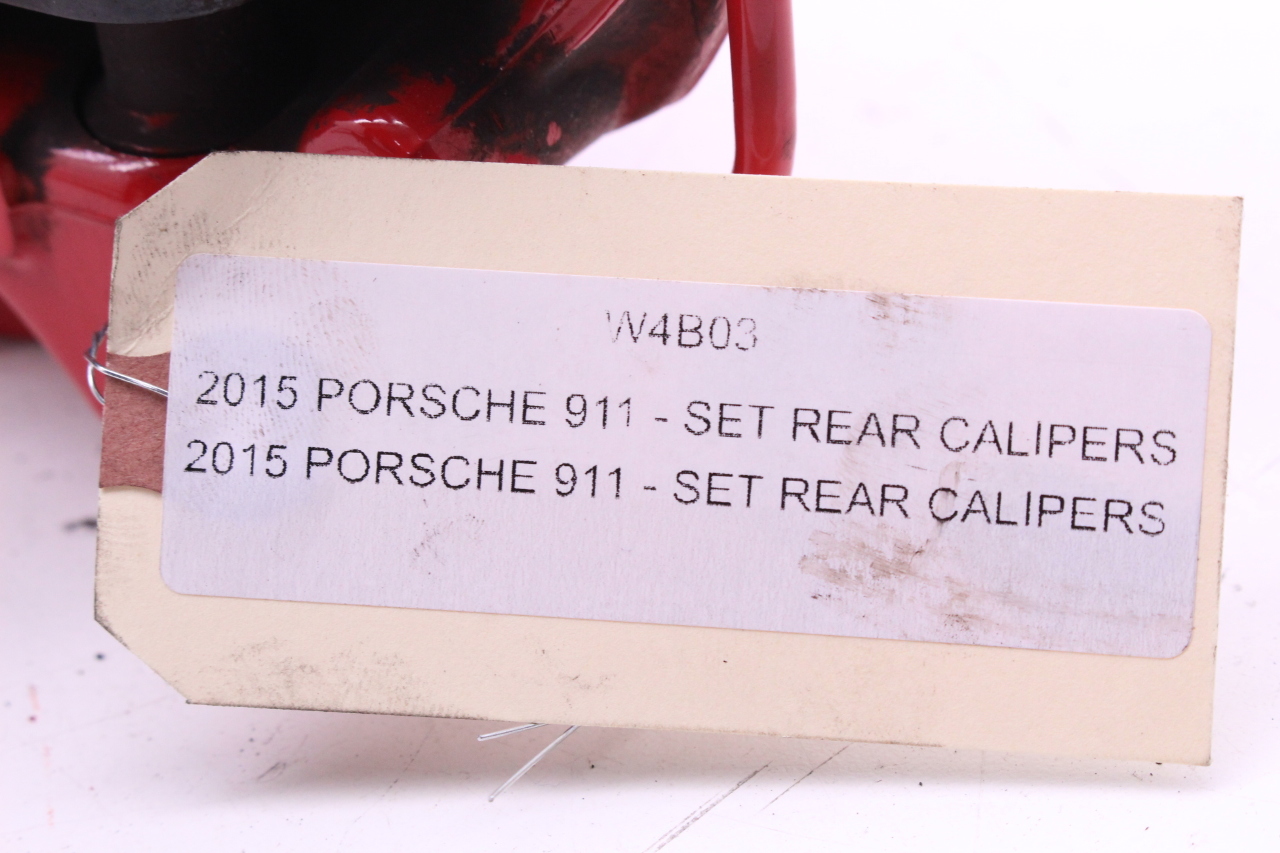 W4B03
2015 PORSCHE 911 - SET REAR CALIPERS
2015 PORSCHE 911 - SET REAR CALIPERS